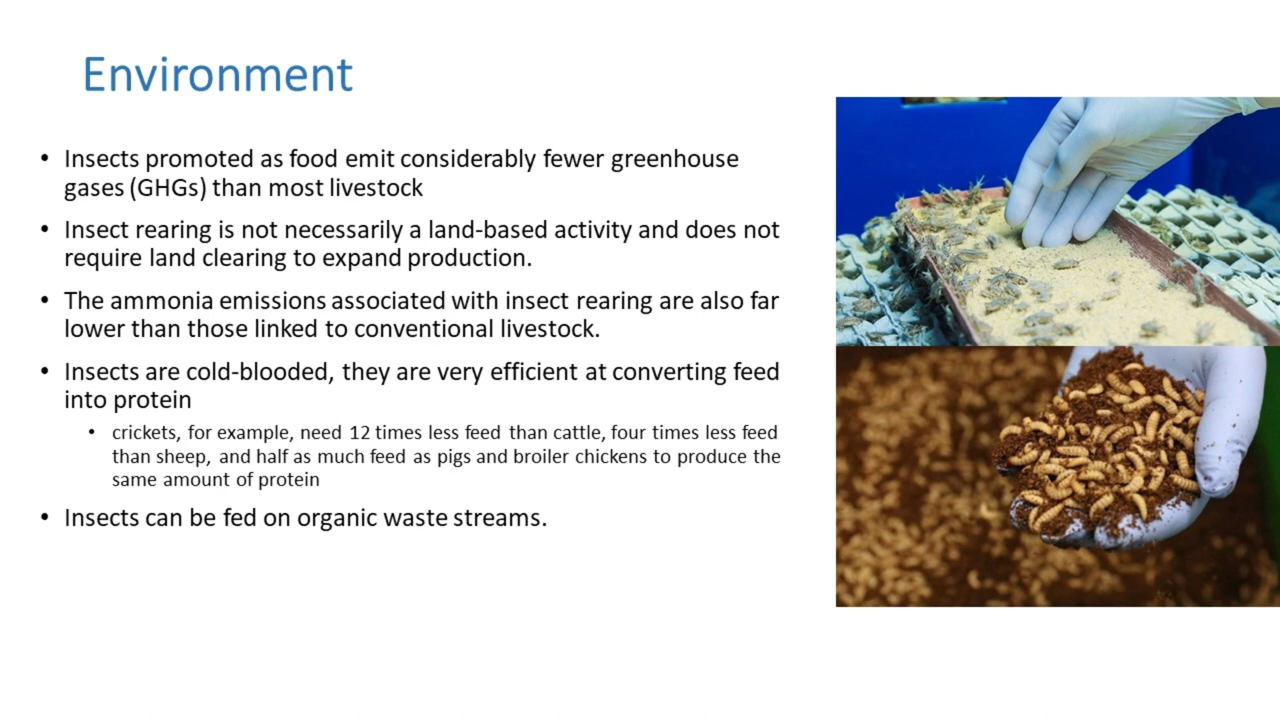 Environment
• Insects promoted as food emit considerably fewer greenhouse
gases (GHGs) than most livestock
• Insect rearing is not necessarily a land-based activity and does not
require land clearing to expand production.
• The ammonia emissions associated with insect rearing are also far
lower than those linked to conventional livestock.
• Insects are cold-blooded, they are very efficient at converting feed
into protein
• crickets, for example, need 12 times less feed than cattle, four times less feed
than sheep, and half as much feed as pigs and broiler chickens to produce the
same amount of protein
• Insects can be fed on organic waste streams.